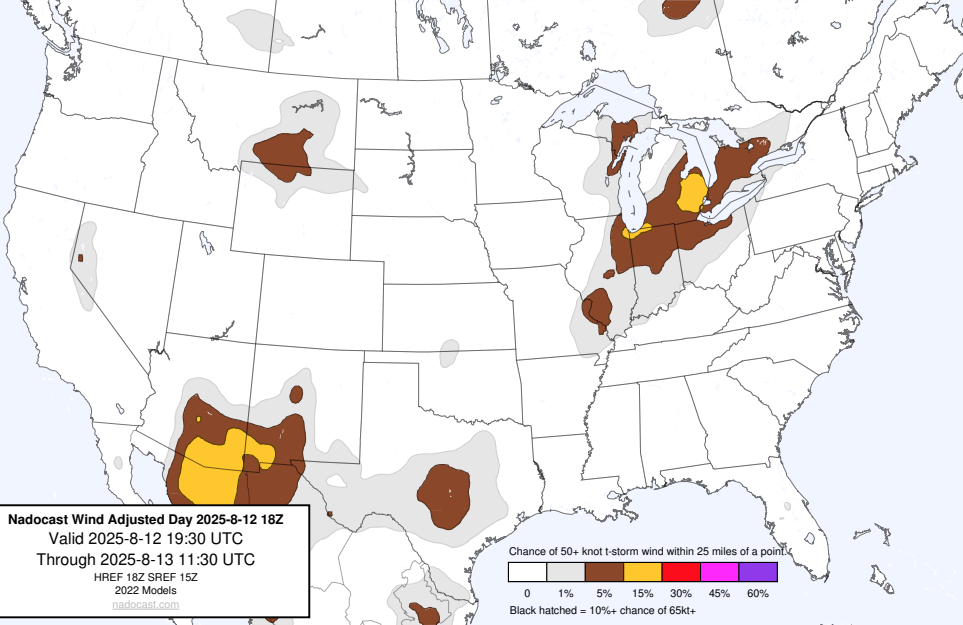 Nadocast Wind Adjusted Day 2025-8-12 18Z
Valid 2025-8-12 19:30 UTC
Through 2025-8-13 11:30 UTC
HREF 18Z SREF 15Z
2022 Models
nadocast.com
Chance of 50+ knot t-storm wind within 25 miles of a point.
0 1% 5% 15% 30% 45% 60%
Black hatched = 10%+ chance of 65kt+